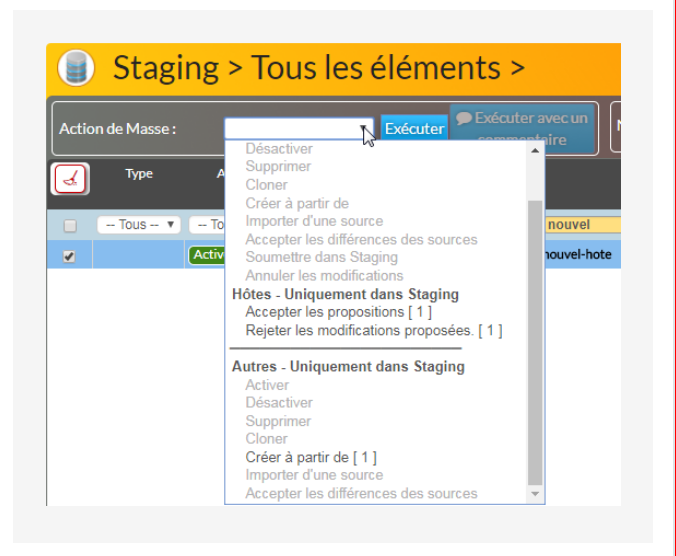 Staging > Tous les éléments >
Action de Masse :
Exécuter
Exécuter avec un
commentaire
Type
-- Tous --
nouvel
nouvel-hote
Désactiver
Supprimer
Cloner
Créer à partir de
Importer d'une source
Accepter les différences des sources
Soumettre dans Staging
Annuler les modifications
Hôtes - Uniquement dans Staging
Accepter les propositions [ 1 ]
Rejeter les modifications proposées. [ 1 ]
Autres - Uniquement dans Staging
Activer
Désactiver
Supprimer
Cloner
Créer à partir de [ 1 ]
Importer d'une source
Accepter les différences des sources